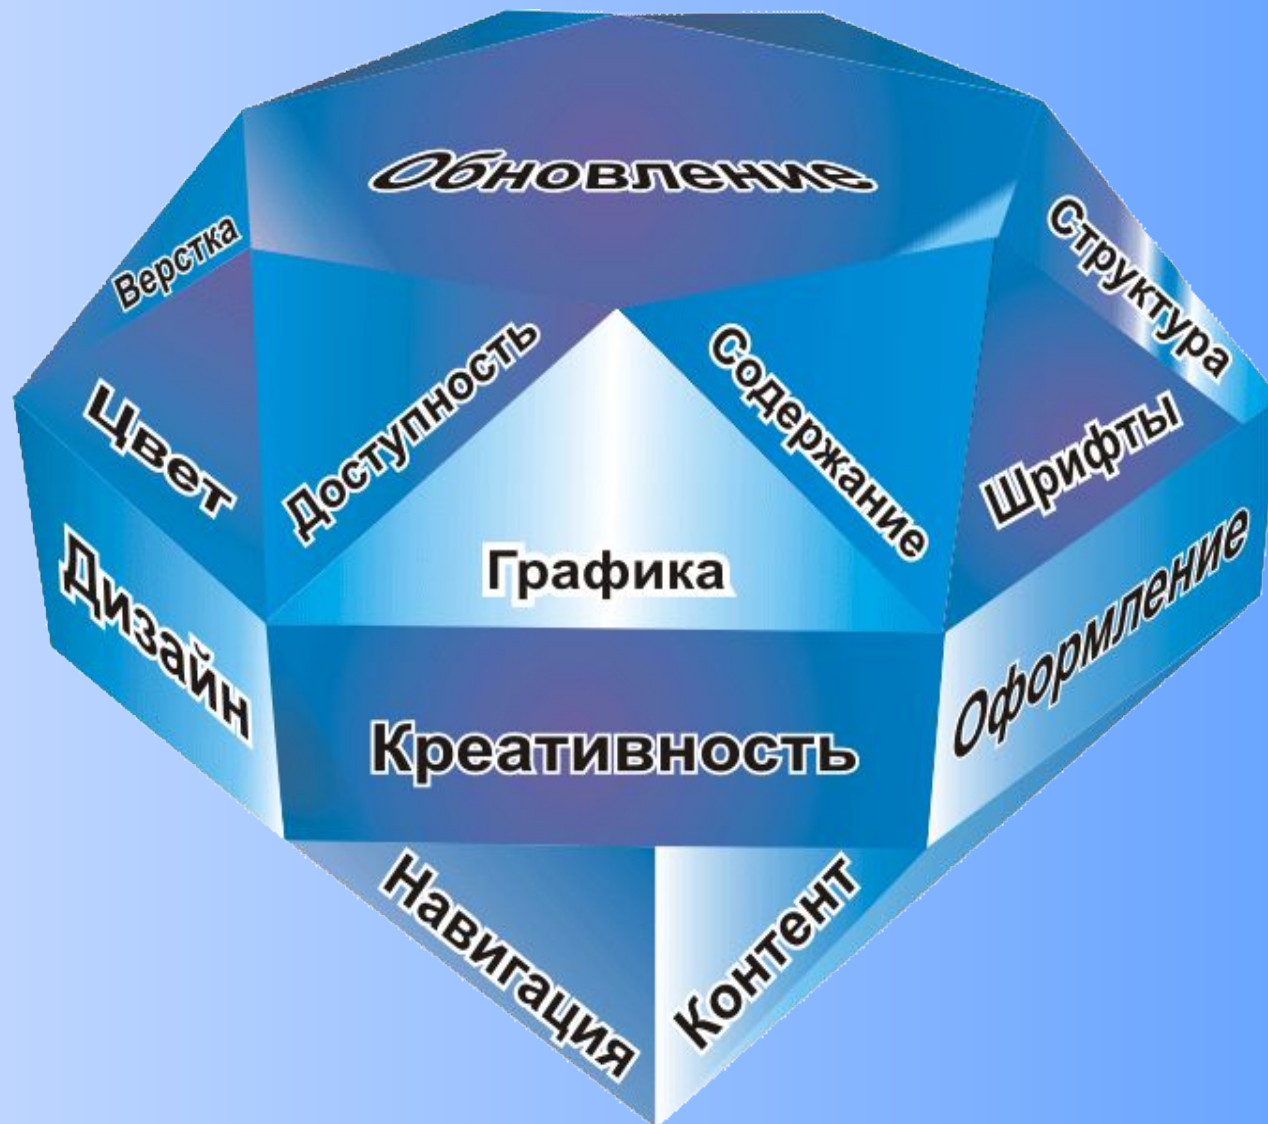 Обновление
Верстка
Структура
Доступность
Содержание
Цвет
Шрифты
Графика
Дизайн
Оформление
Креативность
Навигация
Контент